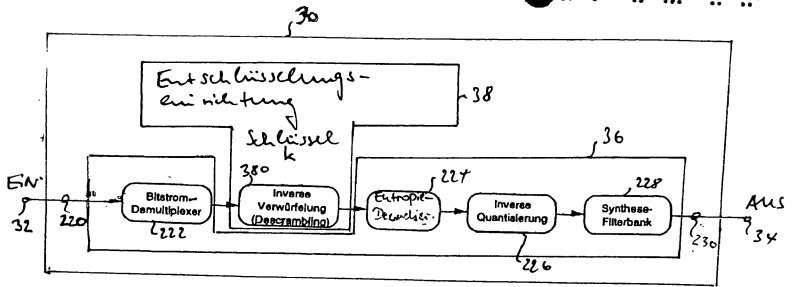 30
Entschlüsselungs-
einrichtung
38
Schlüssel
k
36
EIN
380
224
228
AUS
Bitstrom-
Demultiplexer
Inverse
Verwürfelung
(Descrambling)
Entropie-
Decodier.
Inverse
Quantisierung
Synthese-
Filterbank
32
220
222
226
230
34